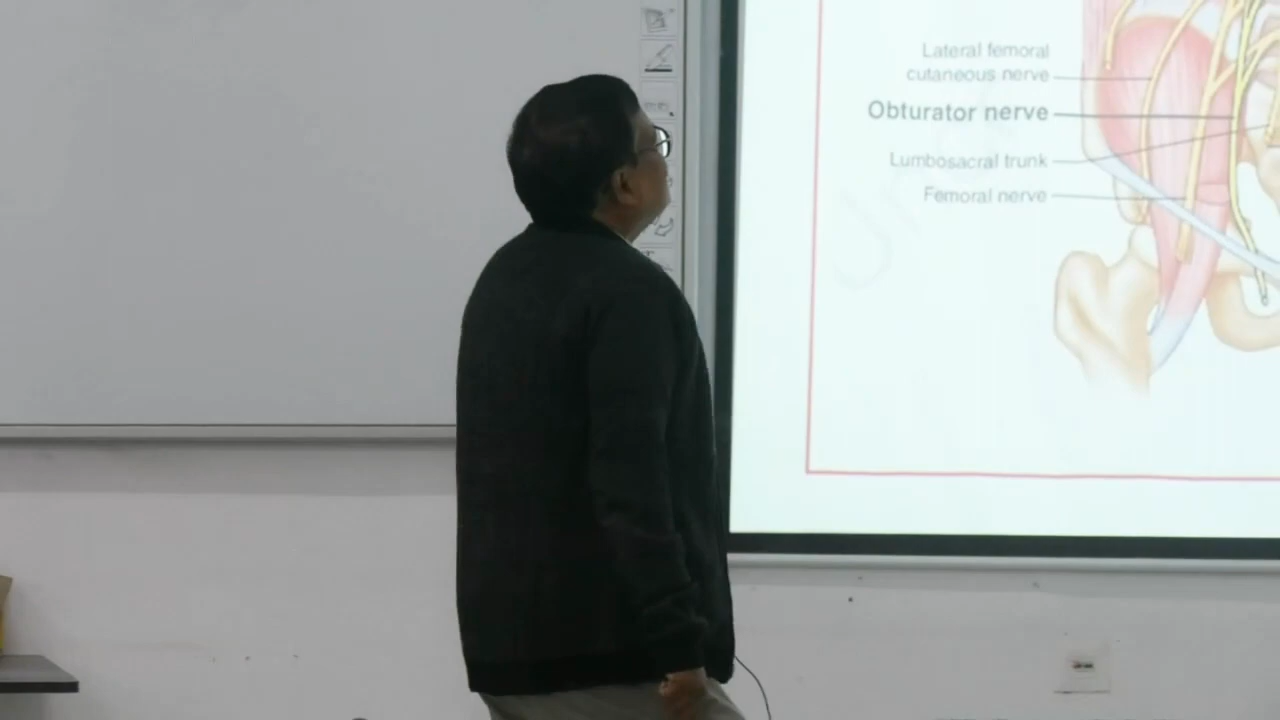 Lateral femoral
cutaneous nerve
Obturator nerve
Lumbosacral trunk
Femoral nerve